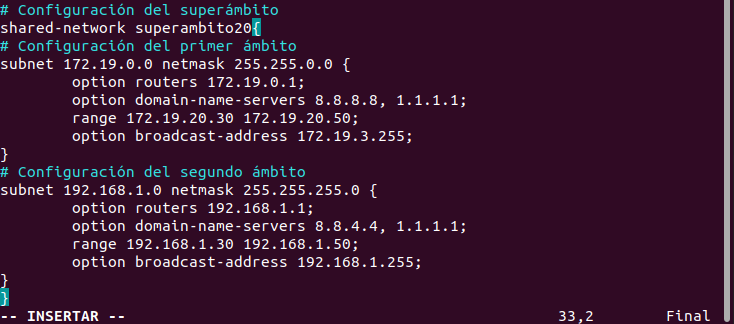 # Configuración del superámbito
shared-network superambito20{
# Configuración del primer ámbito
subnet 172.19.0.0 netmask 255.255.0.0 {
        option routers 172.19.0.1;
        option domain-name-servers 8.8.8.8, 1.1.1.1;
        range 172.19.20.30 172.19.20.50;
        option broadcast-address 172.19.3.255;
}
# Configuración del segundo ámbito
subnet 192.168.1.0 netmask 255.255.255.0 {
        option routers 192.168.1.1;
        option domain-name-servers 8.8.4.4, 1.1.1.1;
        range 192.168.1.30 192.168.1.50;
        option broadcast-address 192.168.1.255;
}
}
-- INSERTAR -- 33,2 Final